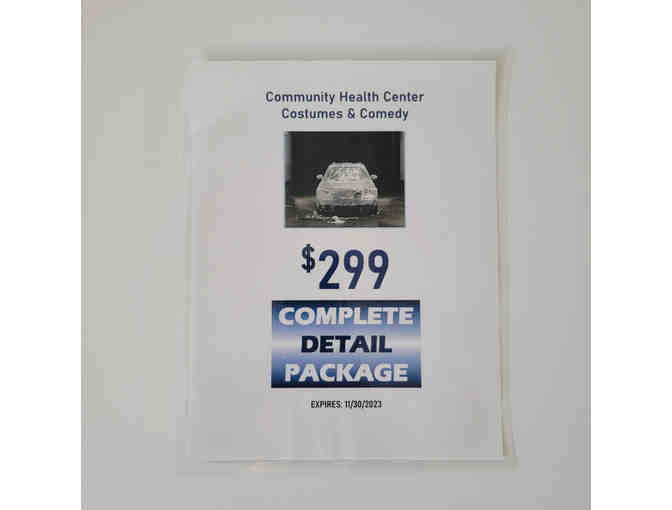 Community Health Center
Costumes & Comedy
$299
COMPLETE
DETAIL
PACKAGE
EXPIRES: 11/30/2023